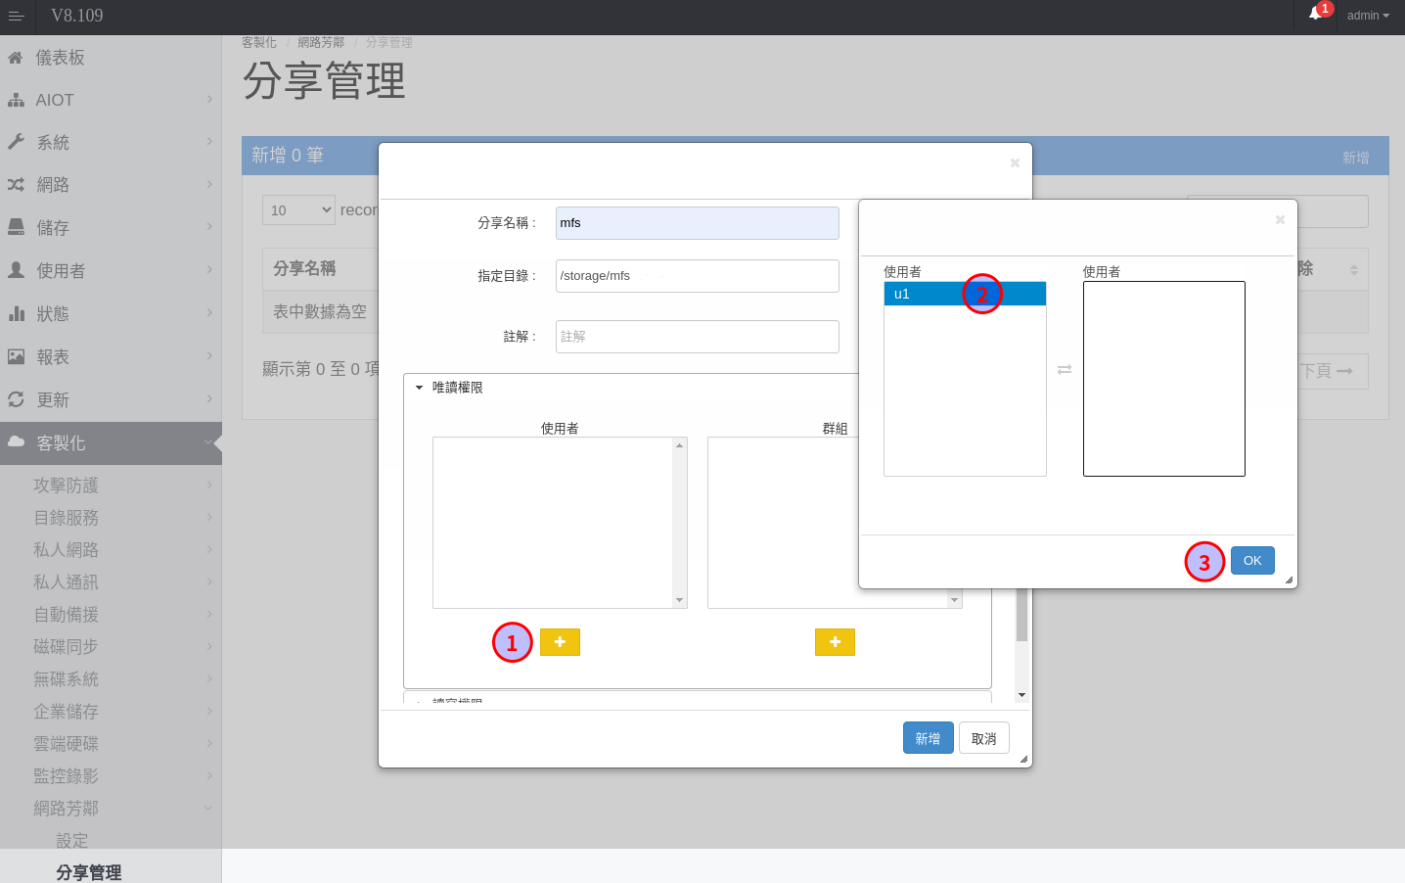 V8.109
1
admin
儀表板
AIOT
系統
網路
儲存
使用者
狀態
報表
更新
客製化
攻擊防護
目錄服務
私人網路
私人通訊
自動備援
磁碟同步
無碟系統
企業儲存
雲端硬碟
監控錄影
網路芳鄰
設定
分享管理
客製化 / 網路芳鄰 / 分享管理
分享管理
新增 0 筆
新增
10 recor
分享名稱
除
表中數據為空
顯示第 0 至 0 項
下頁
×
分享名稱 :
mfs
指定目錄 :
/storage/mfs
註解 :
註解
唯讀權限
使用者
群組
1
讀寫權限
新增
取消
×
使用者
使用者
u1
2
3
OK